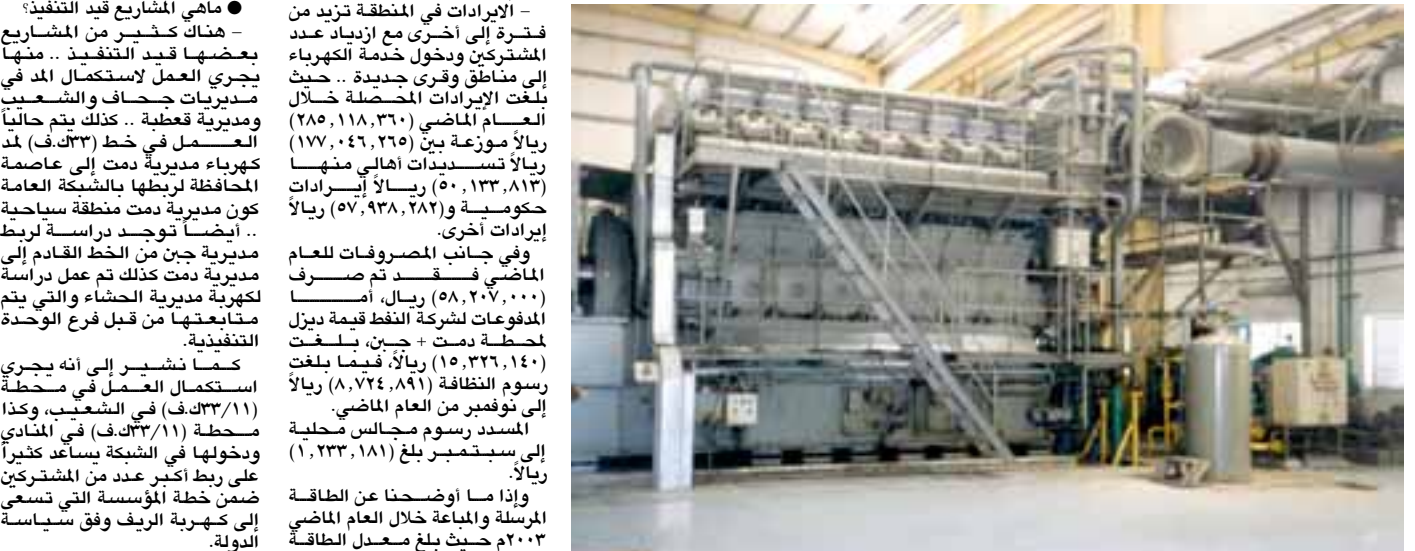 – الايرادات في المنطقة تزيد من
فترة إلى أخرى مع ازدياد عدد
المشتركين ودخول خدمة الكهرباء
إلى مناطق وقرى جديدة .. حيث
بلغت الإيرادات المحصلة خلال
العام الماضي (٢٨٥,١١٨,٣٦٠)
ريالاً موزعة بين (١٧٧,٠٤٦,٢٦٥)
ريالاً تسديدات أهالي منها
(٥٠,١٣٣,٨١٣) ريالاً إيرادات
حكومية و(٥٧,٩٣٨,٢٨٢) ريالاً
إيرادات أخرى.
وفي جانب المصروفات للعام
الماضي فقد تم صرف
(٥٨,٢٠٧,٠٠٠) ريال، أما
المدفوعات لشركة النفط قيمة ديزل
لمحطة دمت + جبن، بلغت
(١٥,٣٢٦,١٤٠) ريالاً، فيما بلغت
رسوم النظافة (٨,٧٢٤,٨٩١) ريالاً
إلى نوفمبر من العام الماضي.
المسدد رسوم مجالس محلية
إلى سبتمبر بلغ (١,٢٣٣,١٨١)
ريالاً.
وإذا ما أوضحنا عن الطاقة
المرسلة والمباعة خلال العام الماضي
٢٠٠٣م حيث بلغ معدل الطاقة
● ماهي المشاريع قيد التنفيذ؟
– هناك كثير من المشاريع
بعضها قيد التنفيذ .. منها
يجري العمل لاستكمال المد في
مديريات جحاف والشعيب
ومديرية قعطبة .. كذلك يتم حالياً
العمل في خط (٣٣ك.ف) لمد
كهرباء مديرية دمت إلى عاصمة
المحافظة لربطها بالشبكة العامة
كون مديرية دمت منطقة سياحية
.. أيضاً توجد دراسة لربط
مديرية جبن من الخط القادم إلى
مديرية دمت كذلك تم عمل دراسة
لكهربة مديرية الحشاء والتي يتم
متابعتها من قبل فرع الوحدة
التنفيذية.
كما نشير إلى أنه يجري
استكمال العمل في محطة
(٣٣/١١ك.ف) في الشعيب، وكذا
محطة (٣٣/١١ك.ف) في المنادي
ودخولها في الشبكة يساعد كثيراً
على ربط أكبر عدد من المشتركين
ضمن خطة المؤسسة التي تسعى
إلى كهربة الريف وفق سياسة
الدولة.